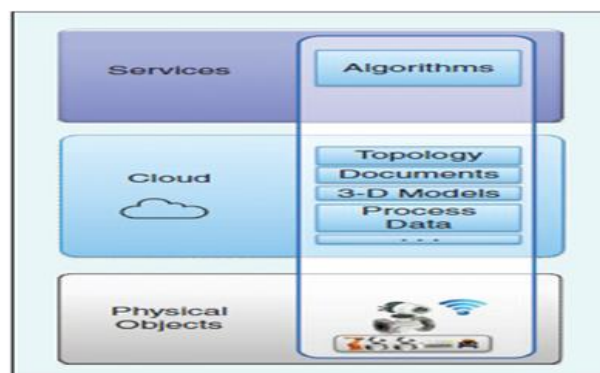 Services
Algorithms
Cloud
Topology
Documents
3-D Models
Process
Data
...
Physical
Objects